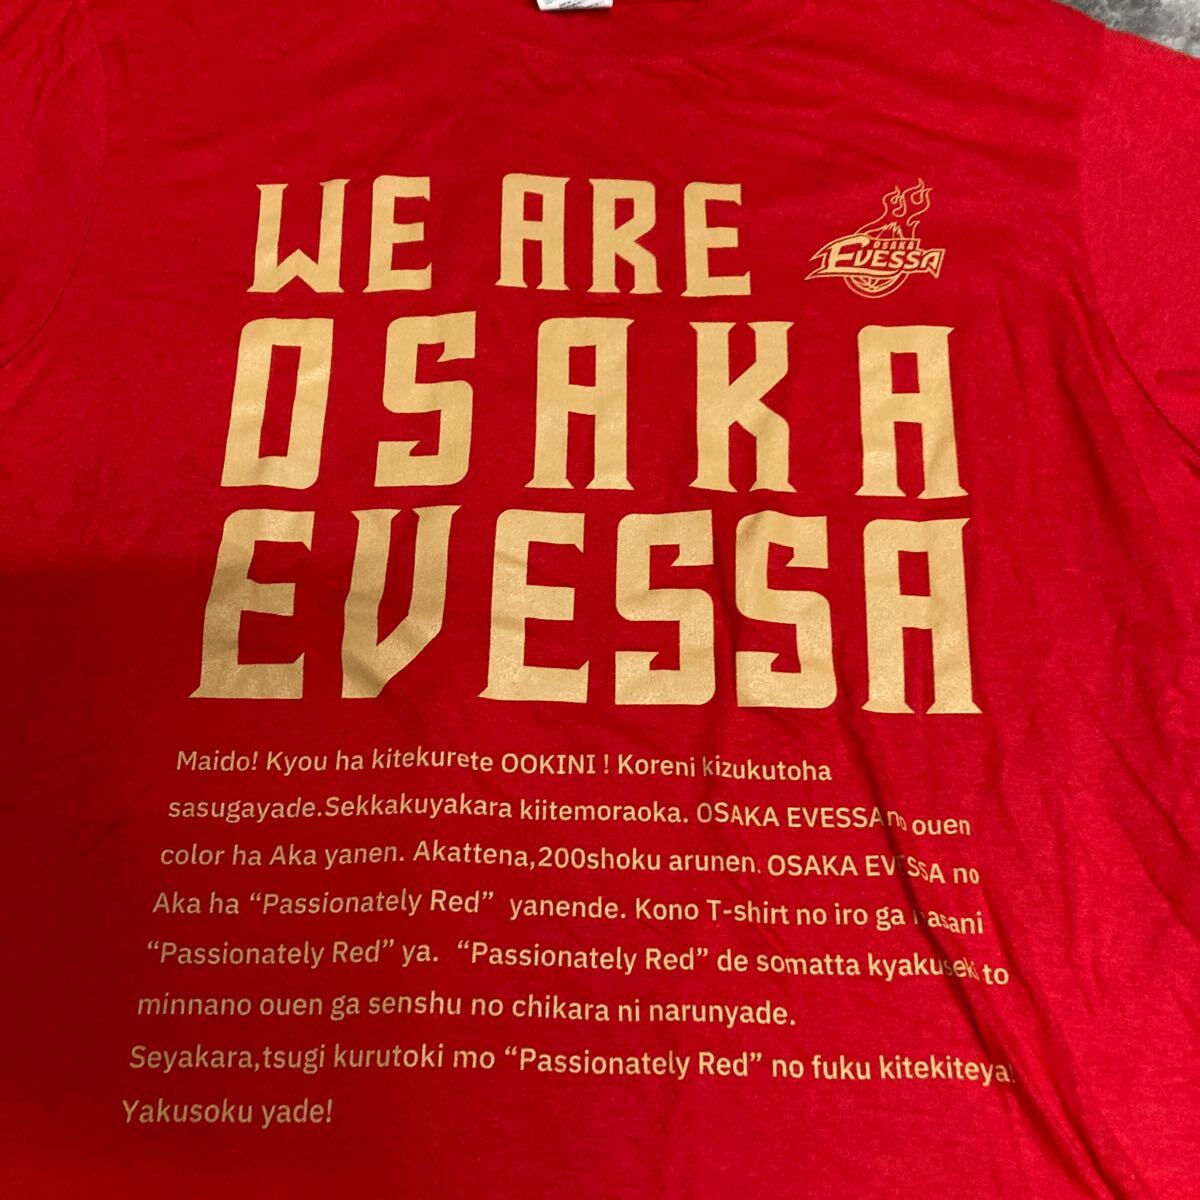 WE ARE
OSAKA
EVESSA
OSAKA
EVESSA
Maido! Kyou ha kitekurete OOKINI ! Koreni kizukutoha
sasugayade.Sekkakuyakara kiitemoraoka. OSAKA EVESSA no ouen
color ha Aka yanen. Akattena,200shoku arunen. OSAKA EVESSA no
Aka ha “Passionately Red” yanende. Kono T-shirt no iro ga masani
“Passionately Red” ya. “Passionately Red” de somatta kyakuseki to
minnano ouen ga senshu no chikara ni narunyade.
Seyakara,tsugi kurutoki mo “Passionately Red” no fuku kitekiteya!
Yakusoku yade!